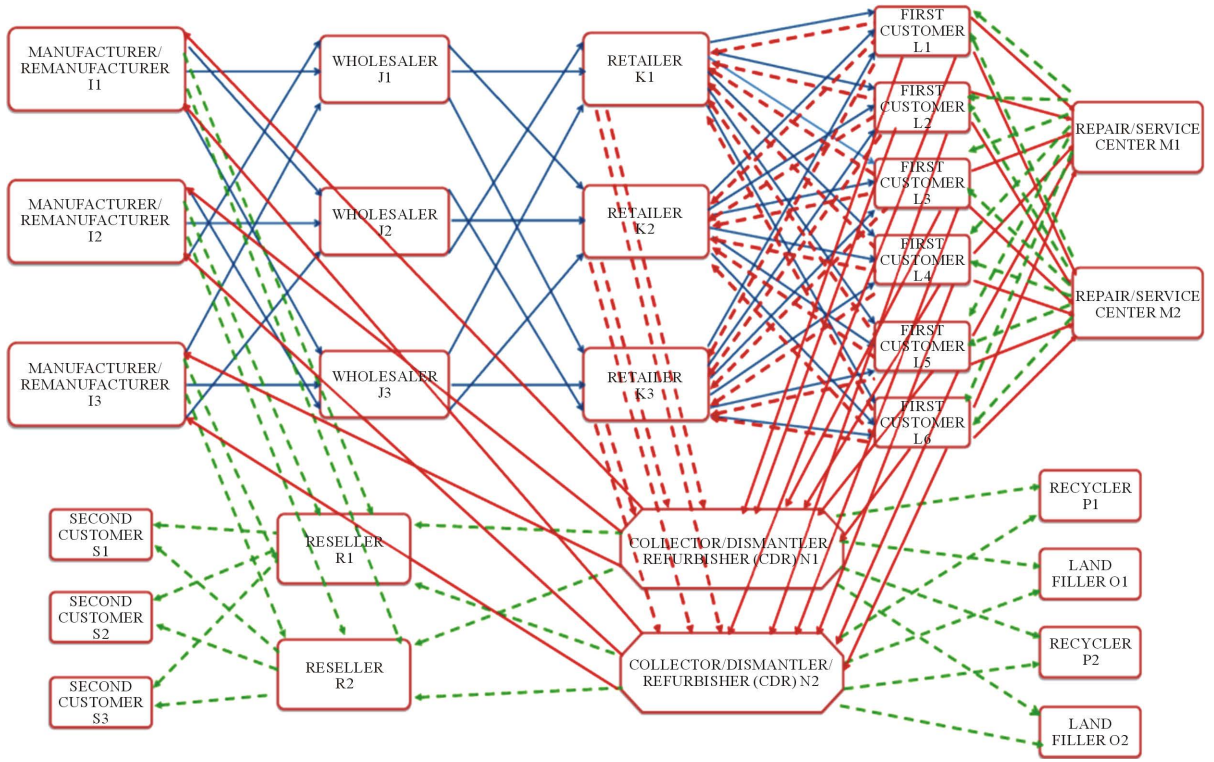 MANUFACTURER/
REMANUFACTURER
I1
MANUFACTURER/
REMANUFACTURER
I2
MANUFACTURER/
REMANUFACTURER
I3
WHOLESALER
J1
WHOLESALER
J2
WHOLESALER
J3
RETAILER
K1
RETAILER
K2
RETAILER
K3
FIRST
CUSTOMER
L1
FIRST
CUSTOMER
L2
FIRST
CUSTOMER
L3
FIRST
CUSTOMER
L4
FIRST
CUSTOMER
L5
FIRST
CUSTOMER
L6
REPAIR/SERVICE
CENTER M1
REPAIR/SERVICE
CENTER M2
SECOND
CUSTOMER
S1
SECOND
CUSTOMER
S2
SECOND
CUSTOMER
S3
RESELLER
R1
RESELLER
R2
COLLECTOR/DISMANTLER/
REFURBISHER (CDR) N1
COLLECTOR/DISMANTLER/
REFURBISHER (CDR) N2
RECYCLER
P1
LAND
FILLER O1
RECYCLER
P2
LAND
FILLER O2